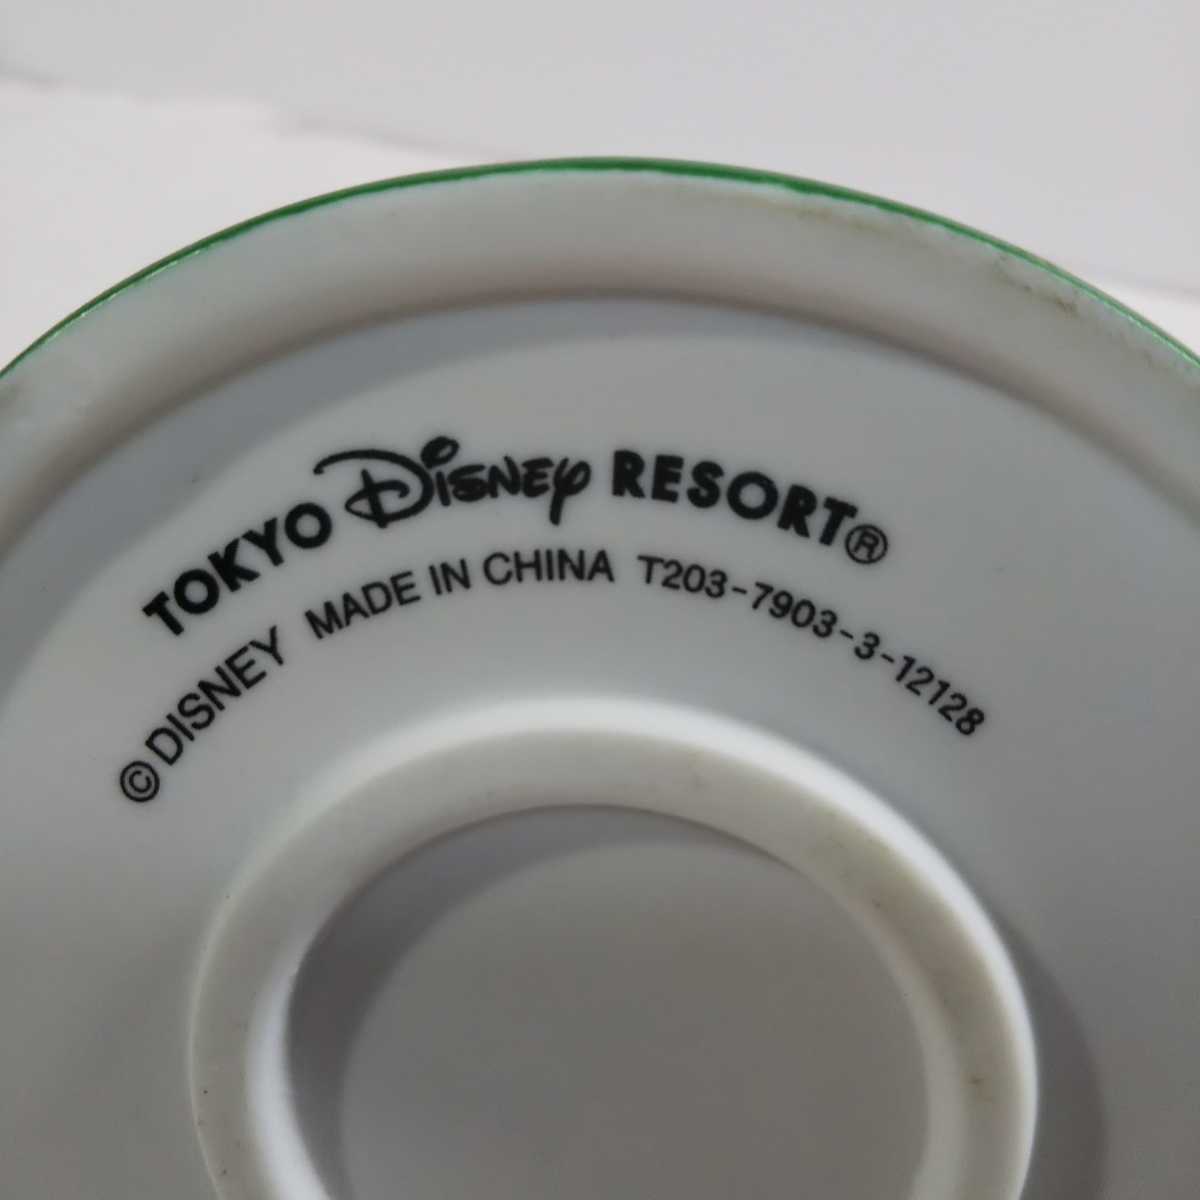 TOKYO Disney RESORT®
©DISNEY MADE IN CHINA T203-7903-3-12128